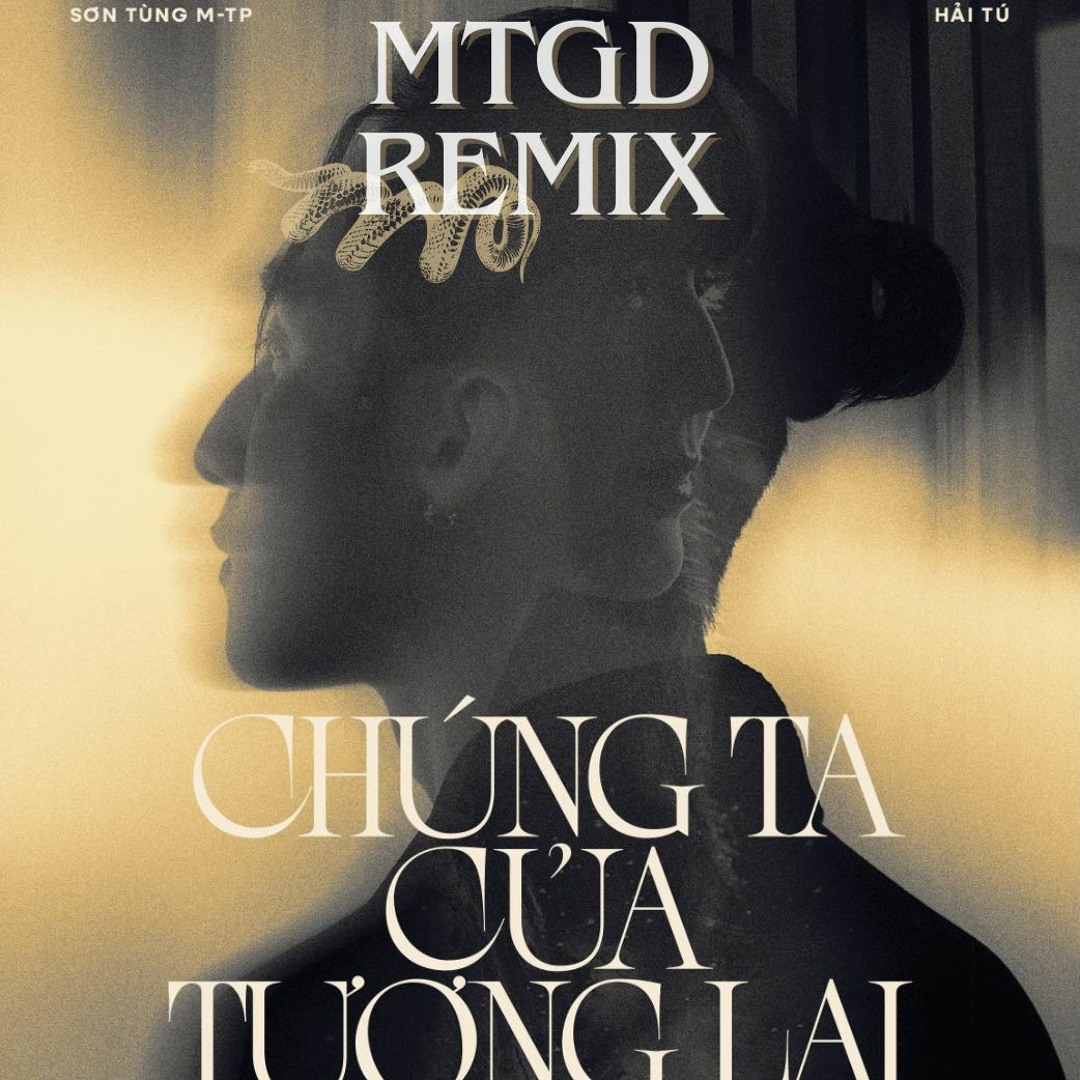 SƠN TÙNG M-TP
HẢI TÚ
MTGD
REMIX
CHÚNG TA
CỦA
TƯƠNG LAI